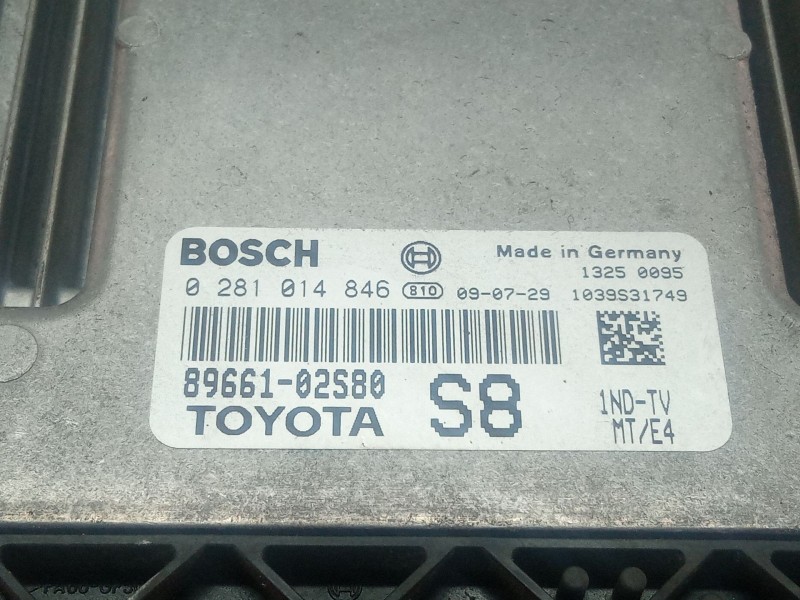 BOSCH
Made in Germany
1325 0095
0 281 014 846 810 09-07-29 1039S31749
89661-02S80
TOYOTA
S8
1ND-TV
MT/E4